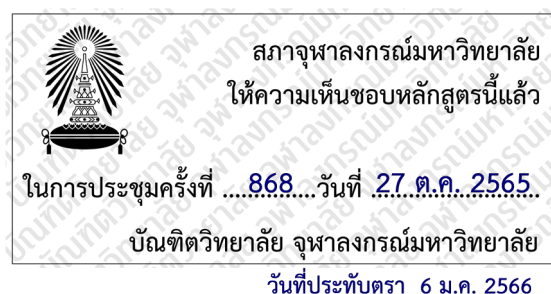 สภาจุฬาลงกรณ์มหาวิทยาลัย
ให้ความเห็นชอบหลักสูตรนี้แล้ว
ในการประชุมครั้งที่ ....868....วันที่ .27 ต.ค. 2565.
บัณฑิตวิทยาลัย จุฬาลงกรณ์มหาวิทยาลัย
วันที่ประทับตรา 6 ม.ค. 2566